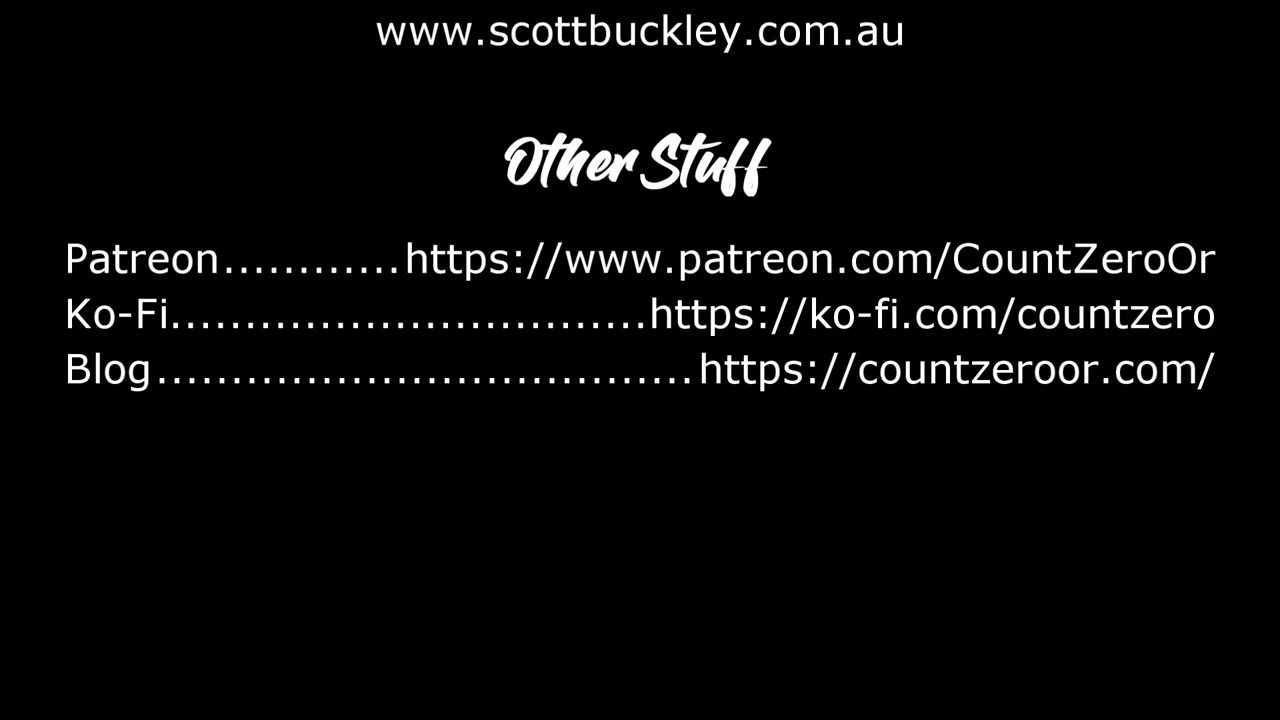 www.scottbuckley.com.au
Other Stuff
Patreon............https://www.patreon.com/CountZeroOr
Ko-Fi................................https://ko-fi.com/countzero
Blog....................................https://countzeroor.com/